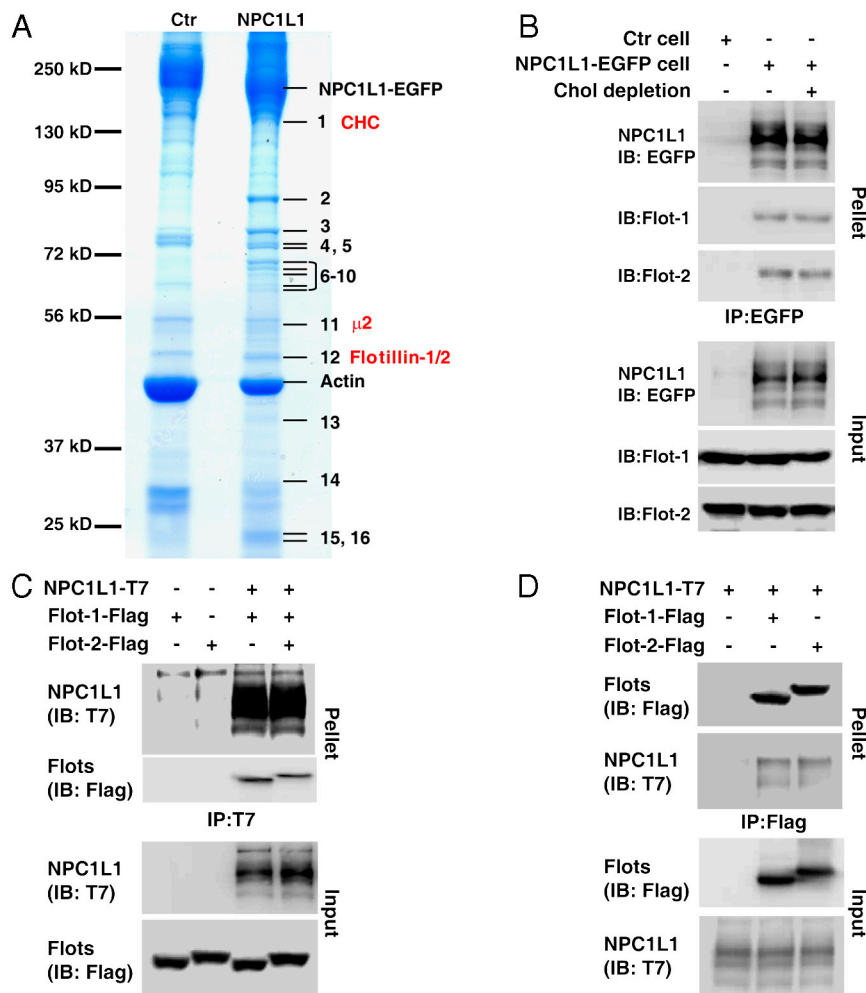 A
Ctr NPC1L1
250 kD
130 kD
95 kD
72 kD
56 kD
37 kD
25 kD
NPC1L1-EGFP
1 CHC
2
3
4, 5
6-10
11 μ2
12 Flotillin-1/2
Actin
13
14
15, 16
B
Ctr cell + - -
NPC1L1-EGFP cell - + +
Chol depletion - - +
NPC1L1
IB: EGFP
IB:Flot-1
IB:Flot-2
Pellet
IP:EGFP
NPC1L1
IB: EGFP
IB:Flot-1
IB:Flot-2
Input
C
NPC1L1-T7 - - + +
Flot-1-Flag + - + +
Flot-2-Flag - + - +
NPC1L1
(IB: T7)
Flots
(IB: Flag)
Pellet
IP:T7
NPC1L1
(IB: T7)
Flots
(IB: Flag)
Input
D
NPC1L1-T7 + + +
Flot-1-Flag - + -
Flot-2-Flag - - +
Flots
(IB: Flag)
NPC1L1
(IB: T7)
Pellet
IP:Flag
Flots
(IB: Flag)
NPC1L1
(IB: T7)
Input